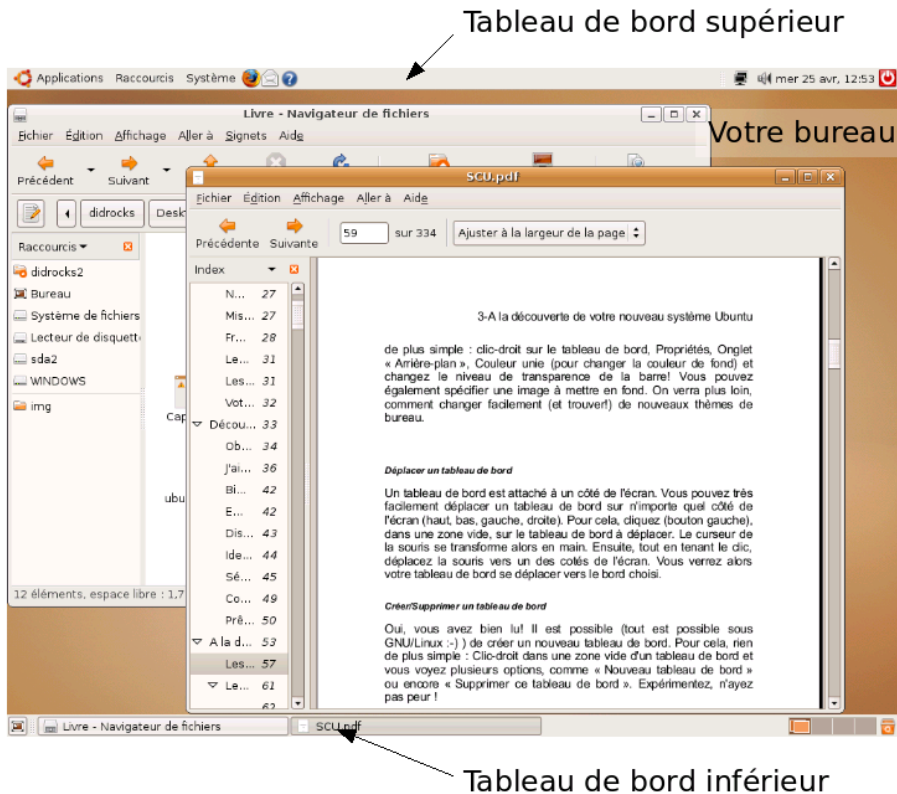 Tableau de bord supérieur
Applications Raccourcis Système mer 25 avr, 12:53
Livre - Navigateur de fichiers
Fichier Édition Affichage Aller à Signets Aide
Votre bureau
Précédent Suivant
didrocks Desk
Raccourcis
didrocks2
Bureau
Système de fichiers
Lecteur de disquett
sda2
WINDOWS
img
Cap
ubu
12 éléments, espace libre : 1,7
SCU.pdf
Fichier Édition Affichage Aller à Aide
Précédente Suivante 59 sur 334 Ajuster à la largeur de la page
Index
N... 27
Mis... 27
Fr... 28
Le... 31
Les... 31
Vot... 32
Décou... 33
Ob... 34
J'ai... 36
Bi... 42
E... 42
Dis... 43
Ide... 44
Sé... 45
Co... 49
Prê... 50
A la d... 53
Les... 57
Le... 61
62
3-A la découverte de votre nouveau système Ubuntu
de plus simple : clic-droit sur le tableau de bord, Propriétés, Onglet
« Arrière-plan », Couleur unie (pour changer la couleur de fond) et
changez le niveau de transparence de la barre! Vous pouvez
également spécifier une image à mettre en fond. On verra plus loin,
comment changer facilement (et trouver!) de nouveaux thèmes de
bureau.
Déplacer un tableau de bord
Un tableau de bord est attaché à un côté de l'écran. Vous pouvez très
facilement déplacer un tableau de bord sur n'importe quel côté de
l'écran (haut, bas, gauche, droite). Pour cela, cliquez (bouton gauche),
dans une zone vide, sur le tableau de bord à déplacer. Le curseur de
la souris se transforme alors en main. Ensuite, tout en tenant le clic,
déplacez la souris vers un des cotés de l'écran. Vous verrez alors
votre tableau de bord se déplacer vers le bord choisi.
Créer/Supprimer un tableau de bord
Oui, vous avez bien lu! Il est possible (tout est possible sous
GNU/Linux :-) ) de créer un nouveau tableau de bord. Pour cela, rien
de plus simple : Clic-droit dans une zone vide d'un tableau de bord et
vous voyez plusieurs options, comme « Nouveau tableau de bord »
ou encore « Supprimer ce tableau de bord ». Expérimentez, n'ayez
pas peur !
Livre - Navigateur de fichiers SCU.pdf
Tableau de bord inférieur